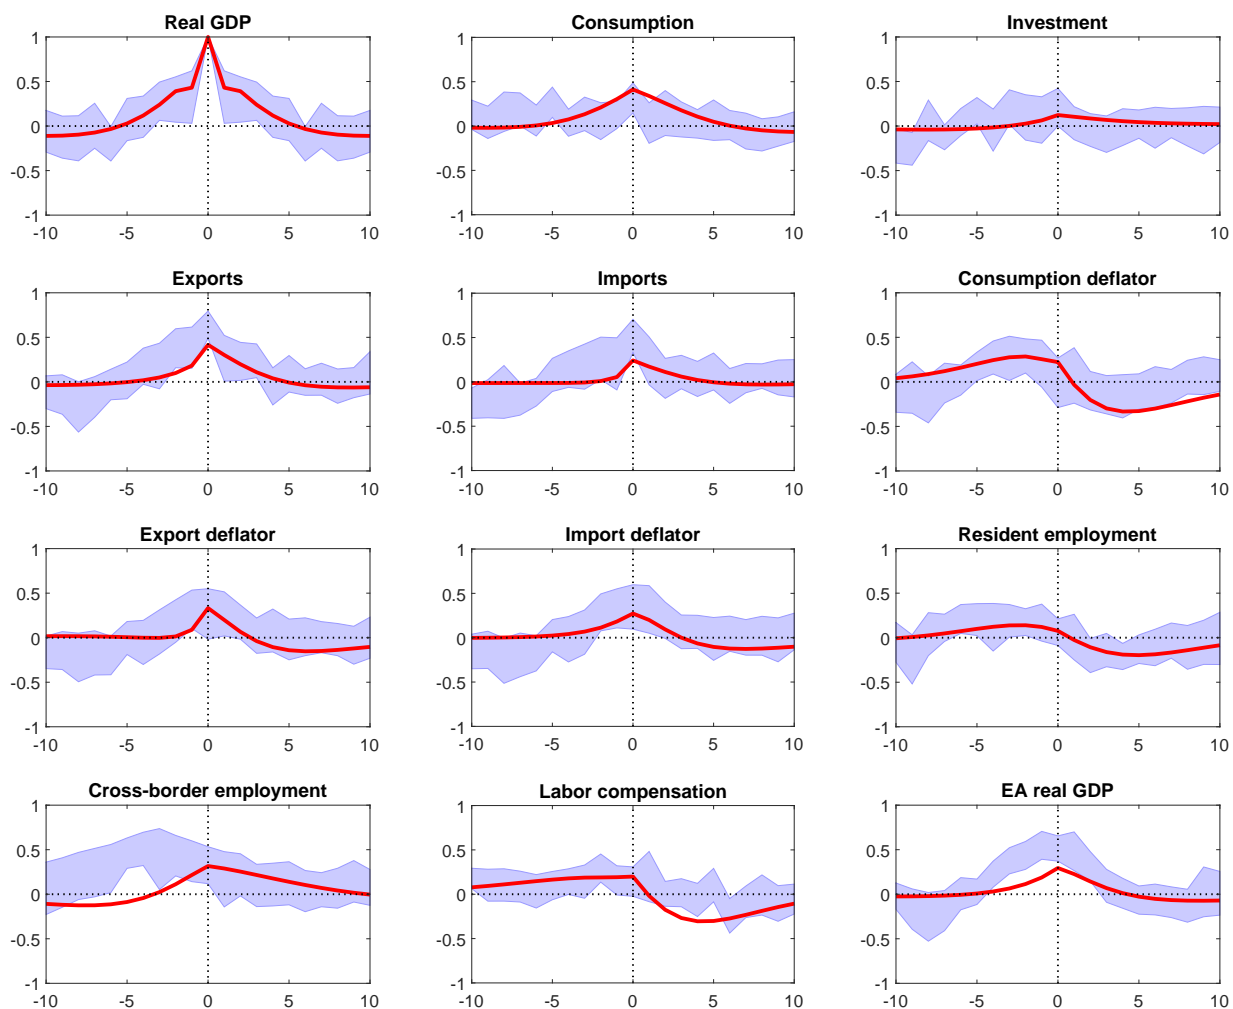 Real GDP
Consumption
Investment
1
0.5
0
-0.5
-1
-10 -5 0 5 10
1
0.5
0
-0.5
-1
-10 -5 0 5 10
1
0.5
0
-0.5
-1
-10 -5 0 5 10
Exports
Imports
Consumption deflator
1
0.5
0
-0.5
-1
-10 -5 0 5 10
1
0.5
0
-0.5
-1
-10 -5 0 5 10
1
0.5
0
-0.5
-1
-10 -5 0 5 10
Export deflator
Import deflator
Resident employment
1
0.5
0
-0.5
-1
-10 -5 0 5 10
1
0.5
0
-0.5
-1
-10 -5 0 5 10
1
0.5
0
-0.5
-1
-10 -5 0 5 10
Cross-border employment
Labor compensation
EA real GDP
1
0.5
0
-0.5
-1
-10 -5 0 5 10
1
0.5
0
-0.5
-1
-10 -5 0 5 10
1
0.5
0
-0.5
-1
-10 -5 0 5 10